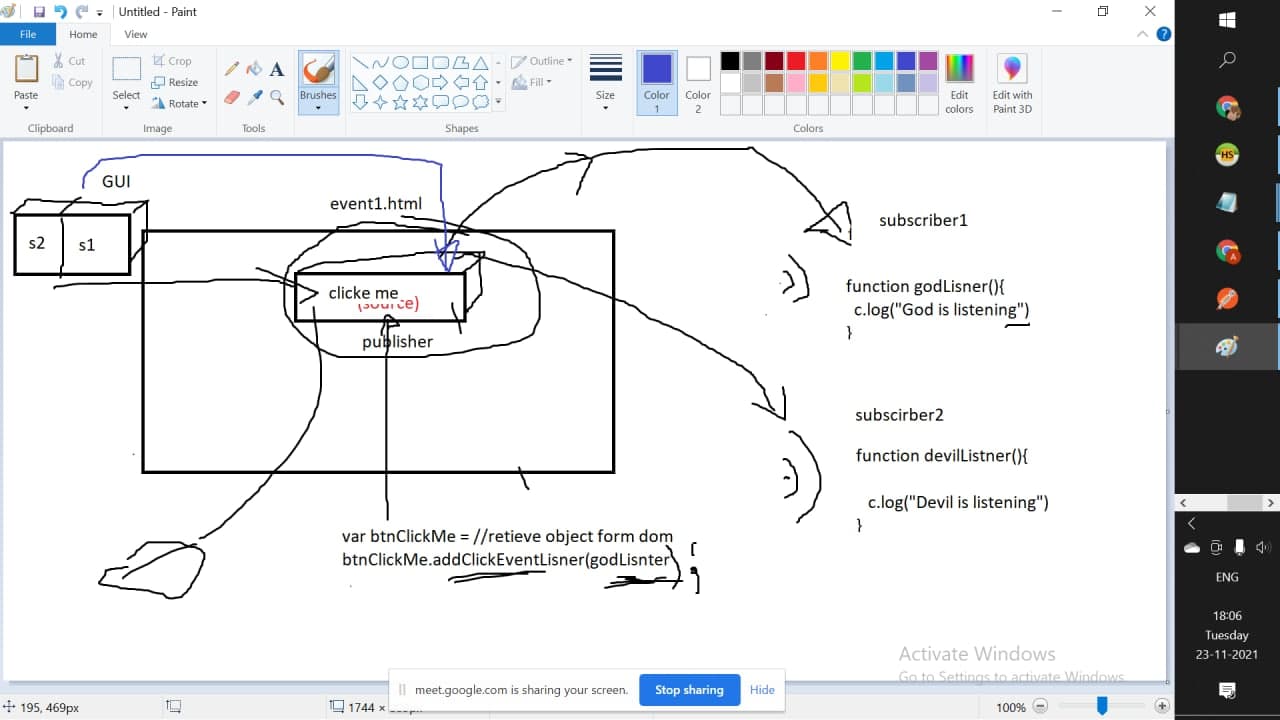 Untitled - Paint
File
Home
View
Paste
Cut
Copy
Clipboard
Select
Crop
Resize
Rotate
Image
Tools
Brushes
Shapes
Outline
Fill
Size
Color
1
Color
2
Colors
Edit
colors
Edit with
Paint 3D
GUI
s2
s1
event1.html
clicke me
(source)
publisher
subscriber1
function godLisner(){
c.log("God is listening")
}
subscirber2
function devilListner(){
c.log("Devil is listening")
}
var btnClickMe = //retieve object form dom
btnClickMe.addClickEventLisner(godLisnter)
Activate Windows
Go to Settings to activate Windows.
meet.google.com is sharing your screen.
Stop sharing
Hide
195, 469px
1744 ×
100%
HS
A
ENG
18:06
Tuesday
23-11-2021